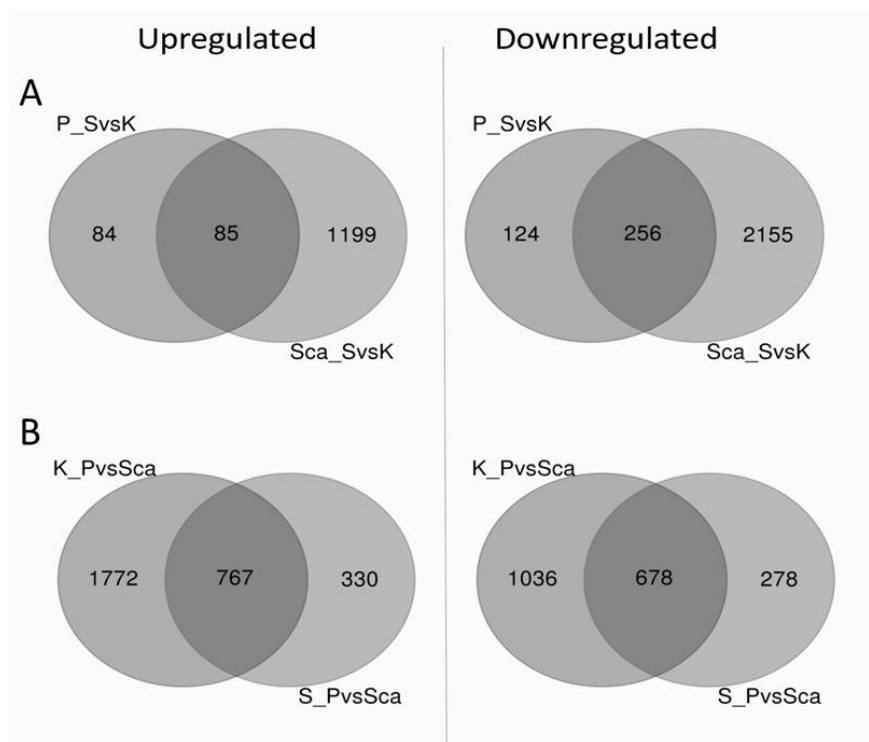 Upregulated Downregulated
A
P_SvsK P_SvsK
84 85 1199 124 256 2155
Sca_SvsK Sca_SvsK
B
K_PvsSca K_PvsSca
1772 767 330 1036 678 278
S_PvsSca S_PvsSca